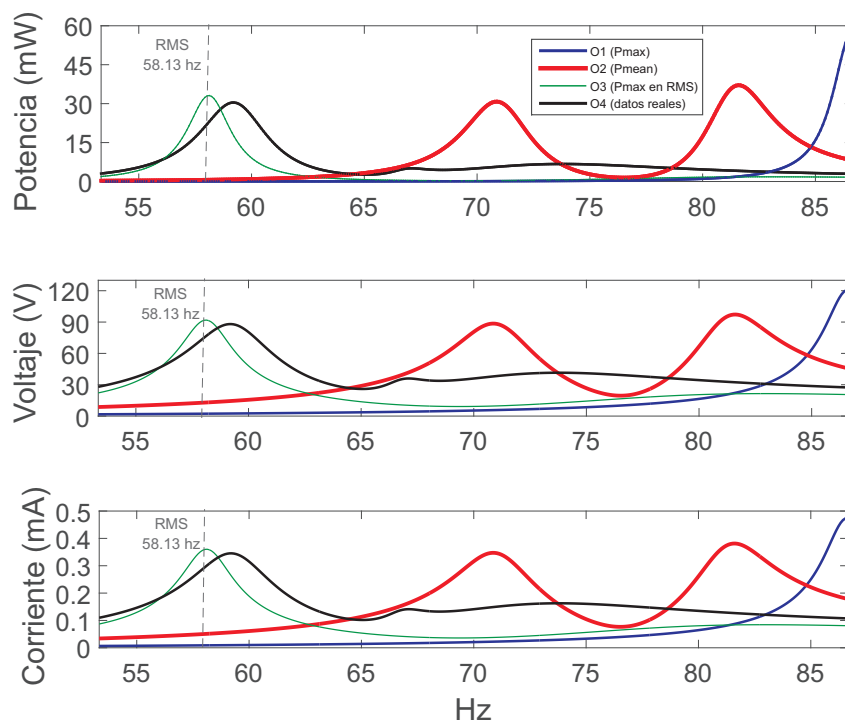 Potencia (mW)
60
45
30
15
0
RMS
58.13 hz
O1 (Pmax)
O2 (Pmean)
O3 (Pmax en RMS)
O4 (datos reales)
55 60 65 70 75 80 85
Voltaje (V)
120
90
60
30
0
RMS
58.13 hz
55 60 65 70 75 80 85
Corriente (mA)
0.5
0.4
0.3
0.2
0.1
0
RMS
58.13 hz
55 60 65 70 75 80 85
Hz